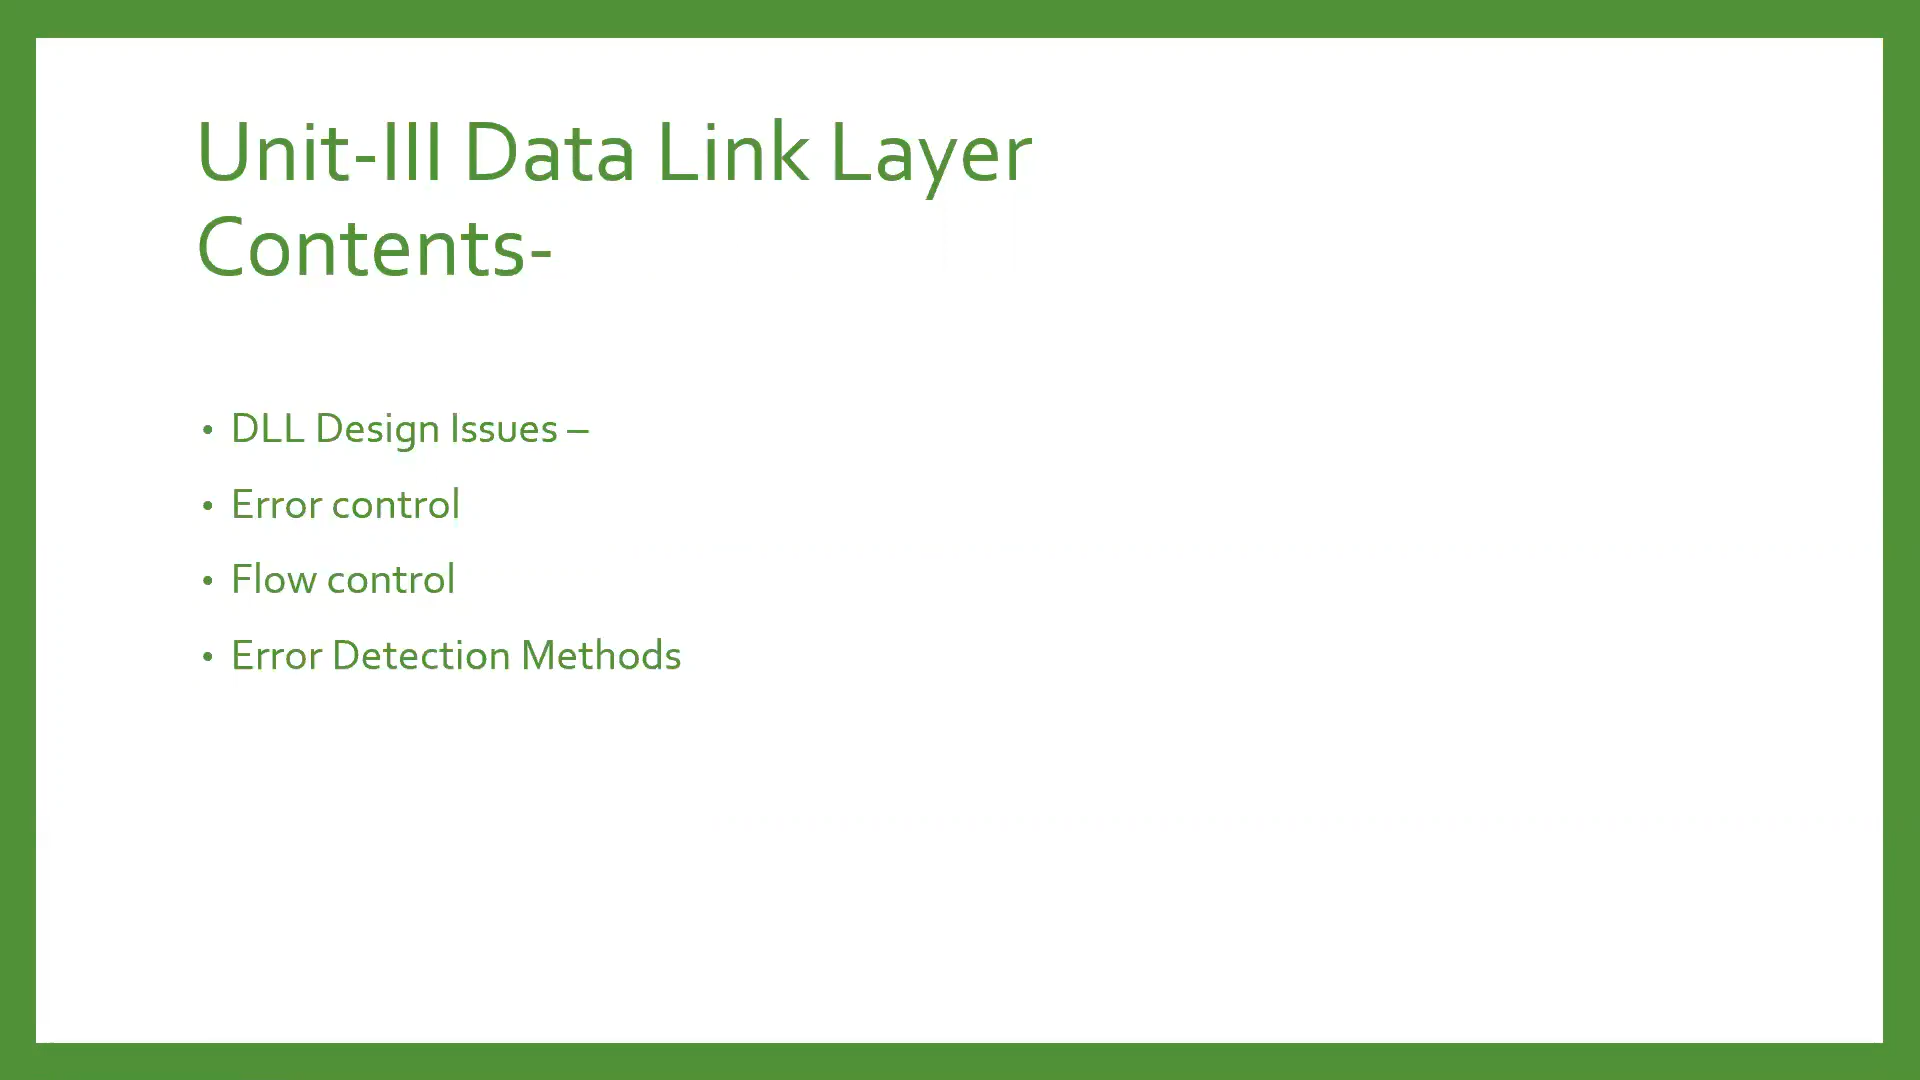 Unit-III Data Link Layer
Contents-
• DLL Design Issues –
• Error control
• Flow control
• Error Detection Methods